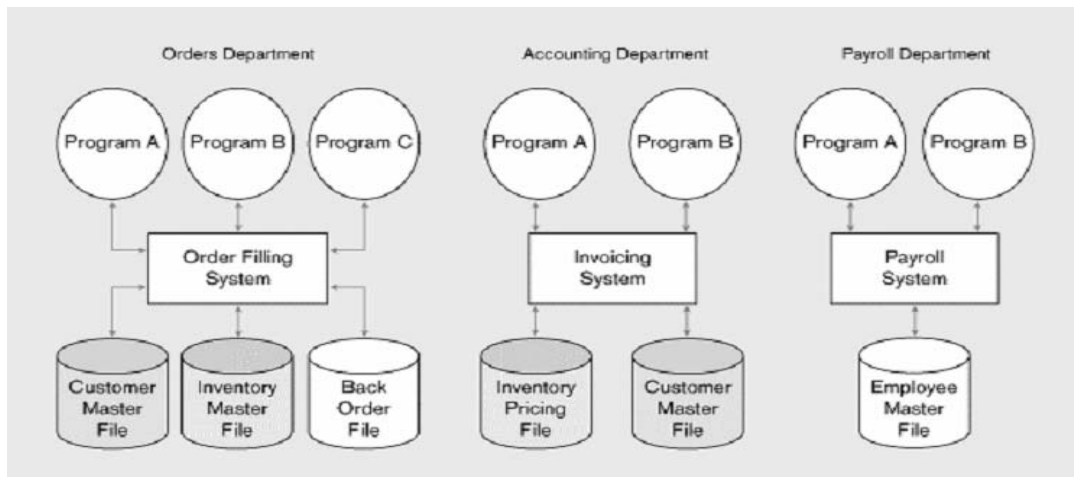 Orders Department
Accounting Department
Payroll Department
Program A
Program B
Program C
Program A
Program B
Program A
Program B
Order Filling
System
Invoicing
System
Payroll
System
Customer
Master
File
Inventory
Master
File
Back
Order
File
Inventory
Pricing
File
Customer
Master
File
Employee
Master
File